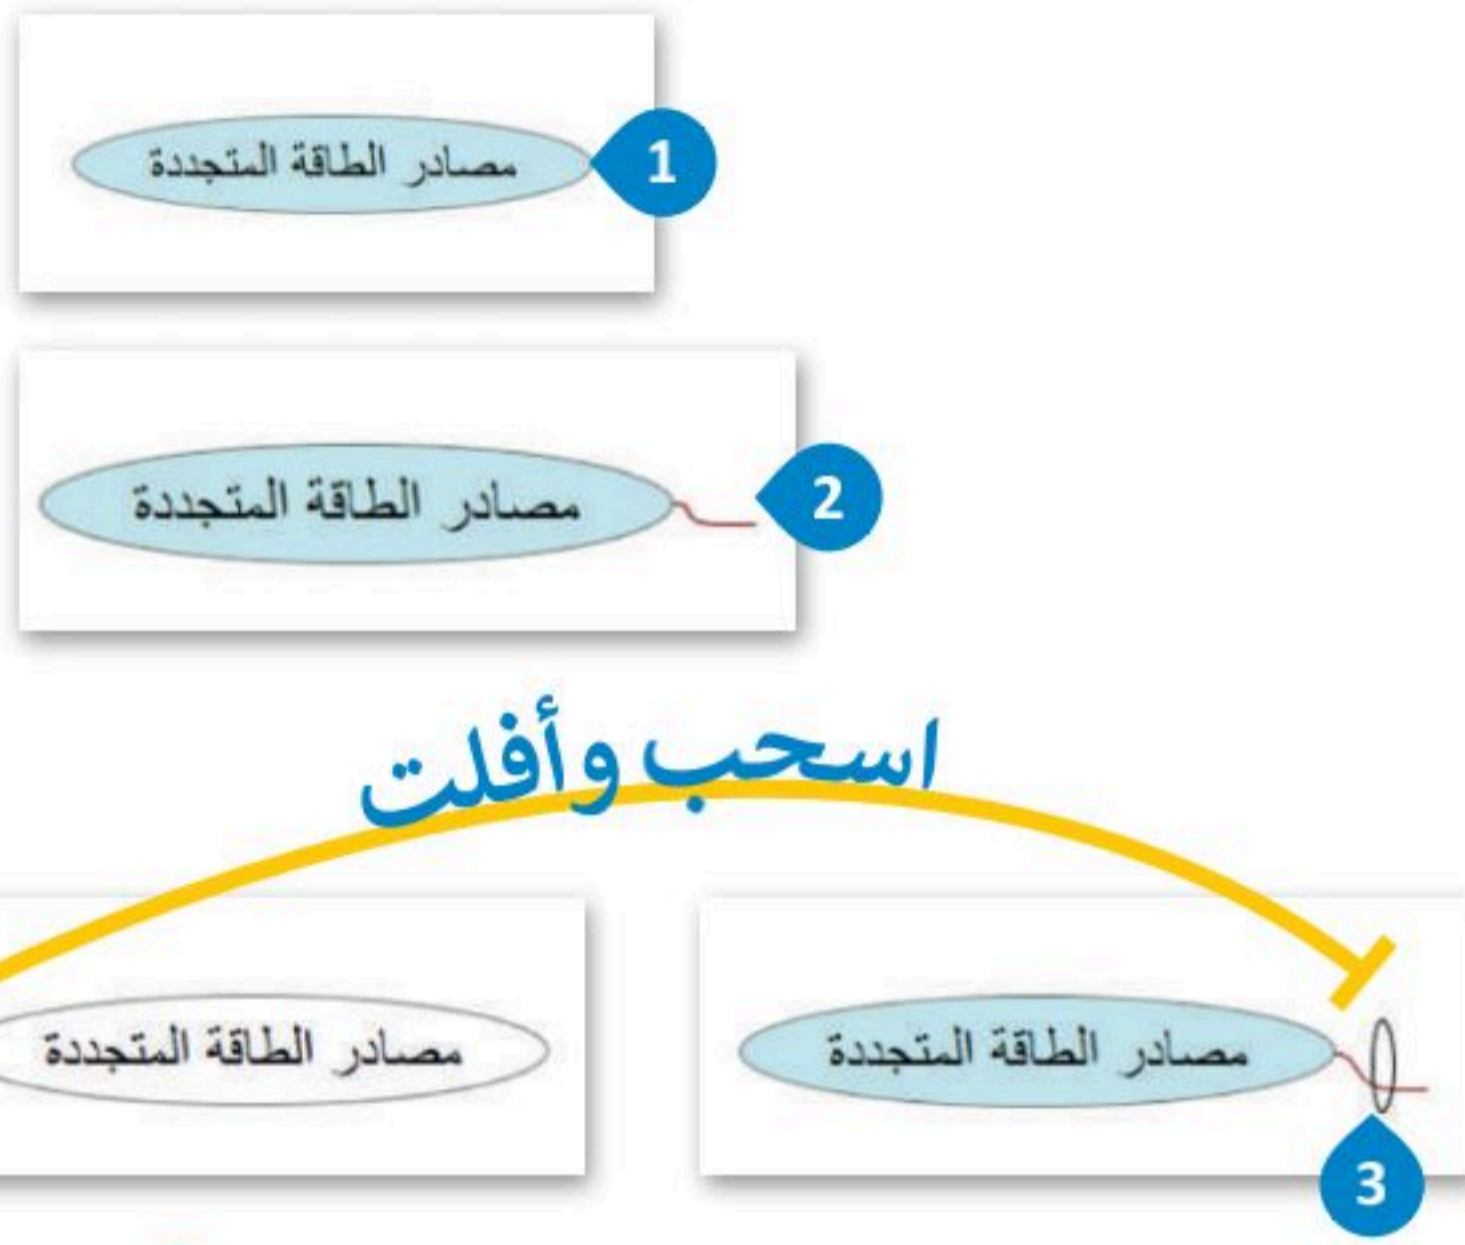 مصادر الطاقة المتجددة
1
مصادر الطاقة المتجددة
2
اسحب وأفلت
مصادر الطاقة المتجددة
مصادر الطاقة المتجددة
3